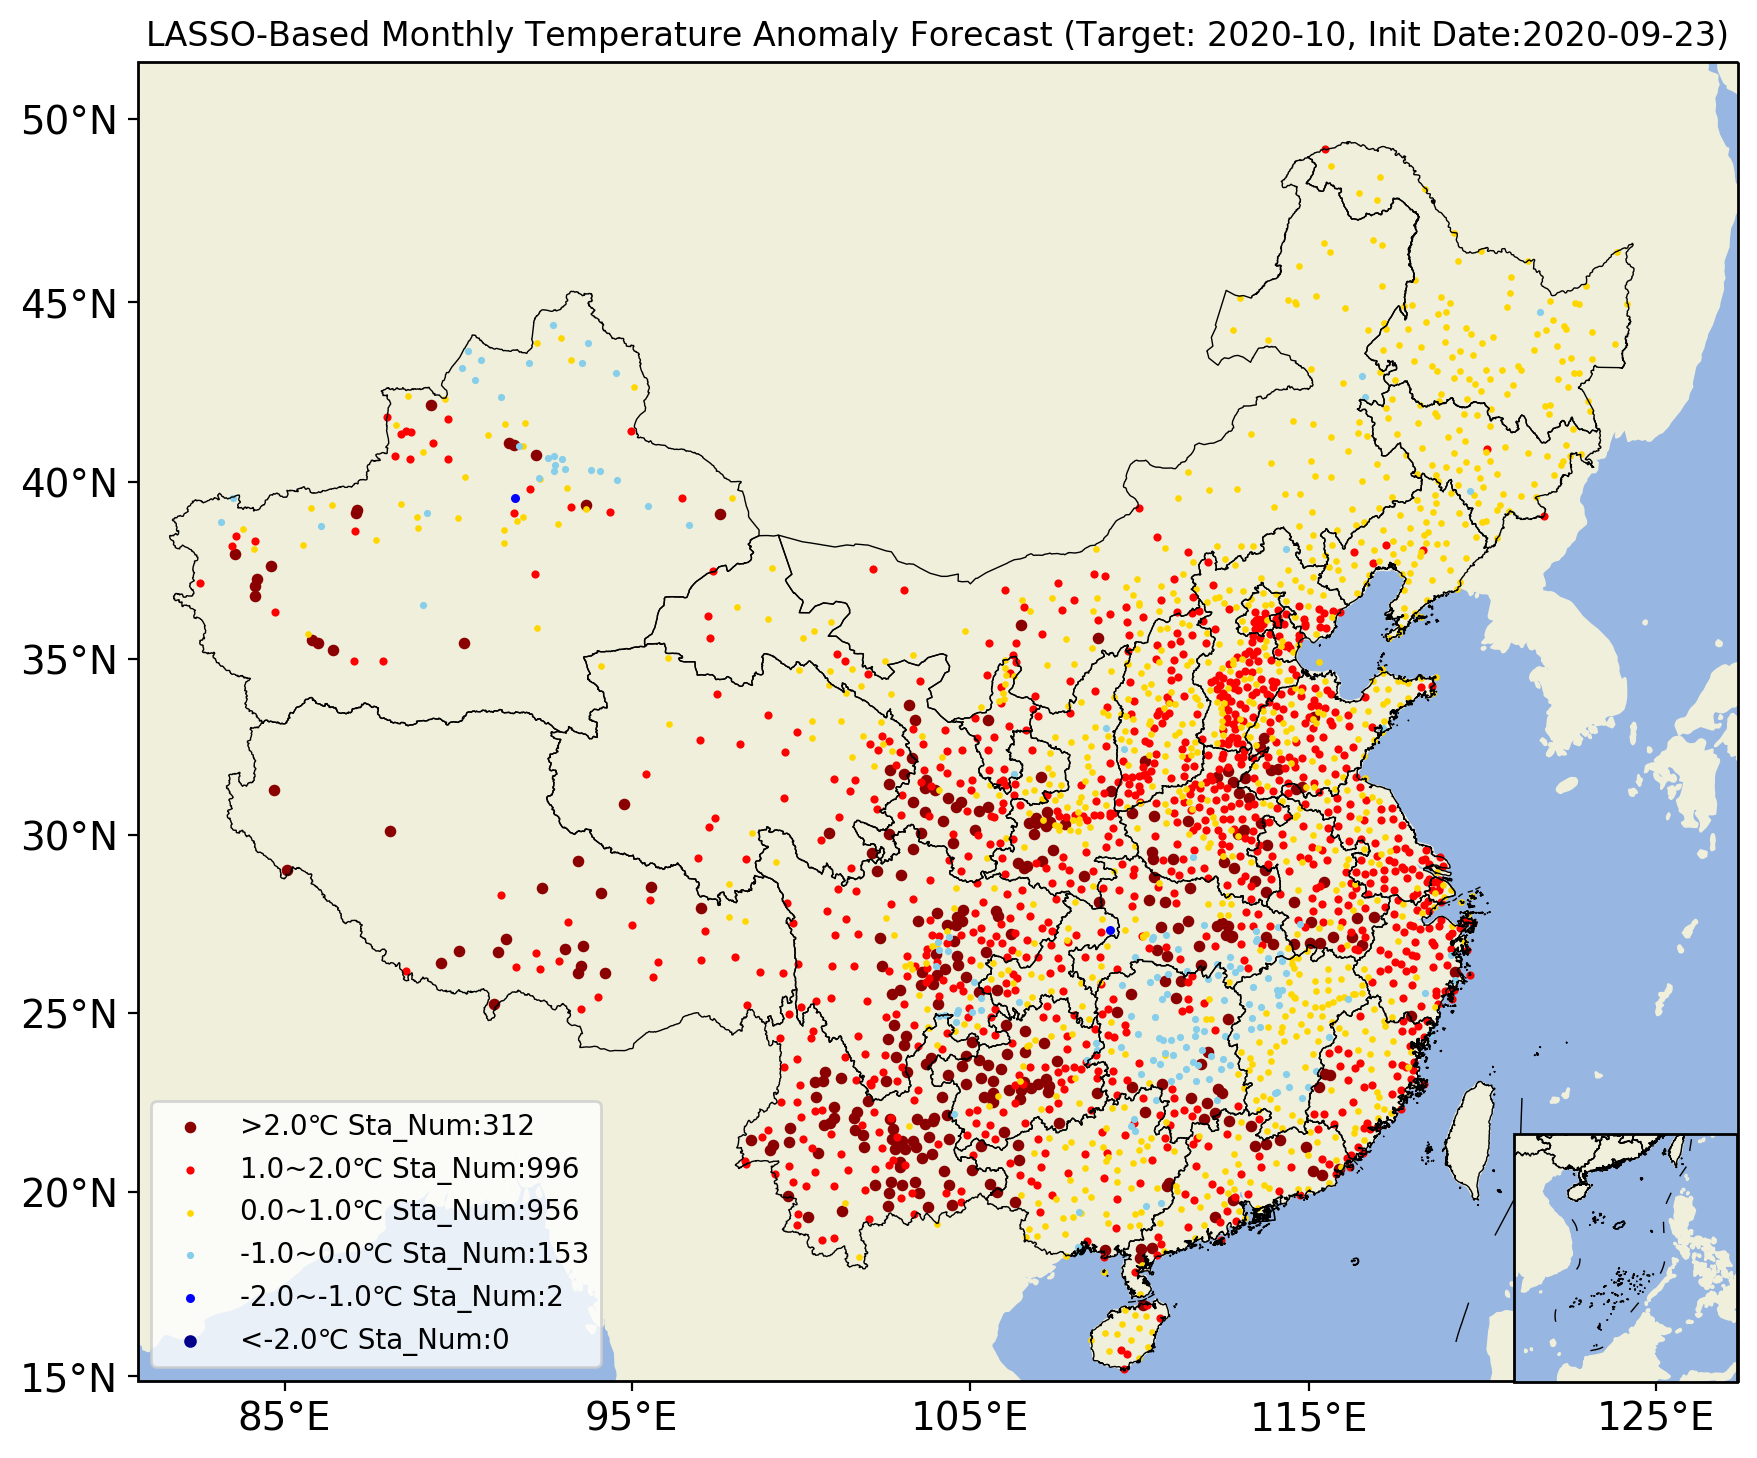 LASSO-Based Monthly Temperature Anomaly Forecast (Target: 2020-10, Init Date:2020-09-23)
50°N
45°N
40°N
35°N
30°N
25°N
20°N
15°N
>2.0℃ Sta_Num:312
1.0~2.0℃ Sta_Num:996
0.0~1.0℃ Sta_Num:956
-1.0~0.0℃ Sta_Num:153
-2.0~-1.0℃ Sta_Num:2
<-2.0℃ Sta_Num:0
85°E
95°E
105°E
115°E
125°E